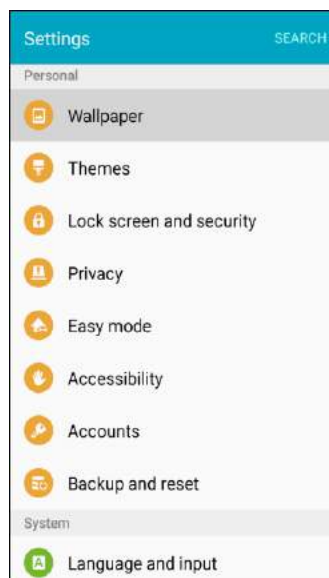 Settings SEARCH
Personal
Wallpaper
Themes
Lock screen and security
Privacy
Easy mode
Accessibility
Accounts
Backup and reset
System
A
Language and input